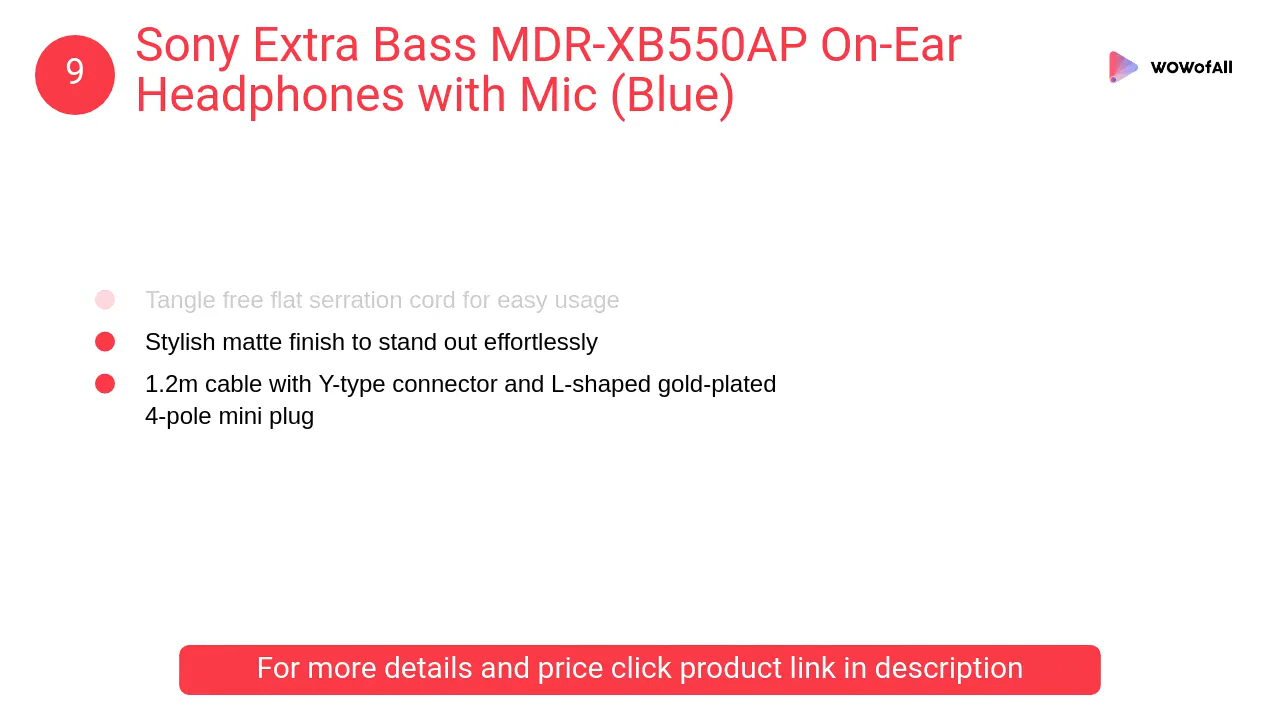 9
Sony Extra Bass MDR-XB550AP On-Ear
Headphones with Mic (Blue)
WOWofAll
Tangle free flat serration cord for easy usage
Stylish matte finish to stand out effortlessly
1.2m cable with Y-type connector and L-shaped gold-plated
4-pole mini plug
For more details and price click product link in description